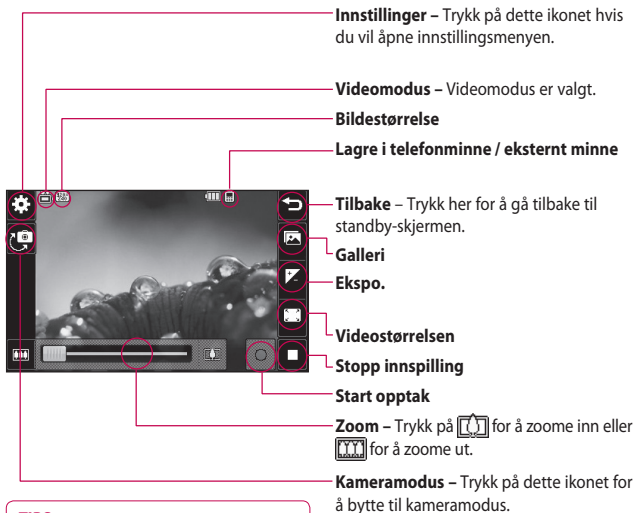 Innstillinger – Trykk på dette ikonet hvis
du vil åpne innstillingsmenyen.
Videomodus – Videomodus er valgt.
Bildestørrelse
Lagre i telefonminne / eksternt minne
Tilbake – Trykk her for å gå tilbake til
standby-skjermen.
Galleri
Ekspo.
Videostørrelsen
Stopp innspilling
Start opptak
Zoom – Trykk på for å zoome inn eller
for å zoome ut.
Kameramodus – Trykk på dette ikonet for
å bytte til kameramodus.